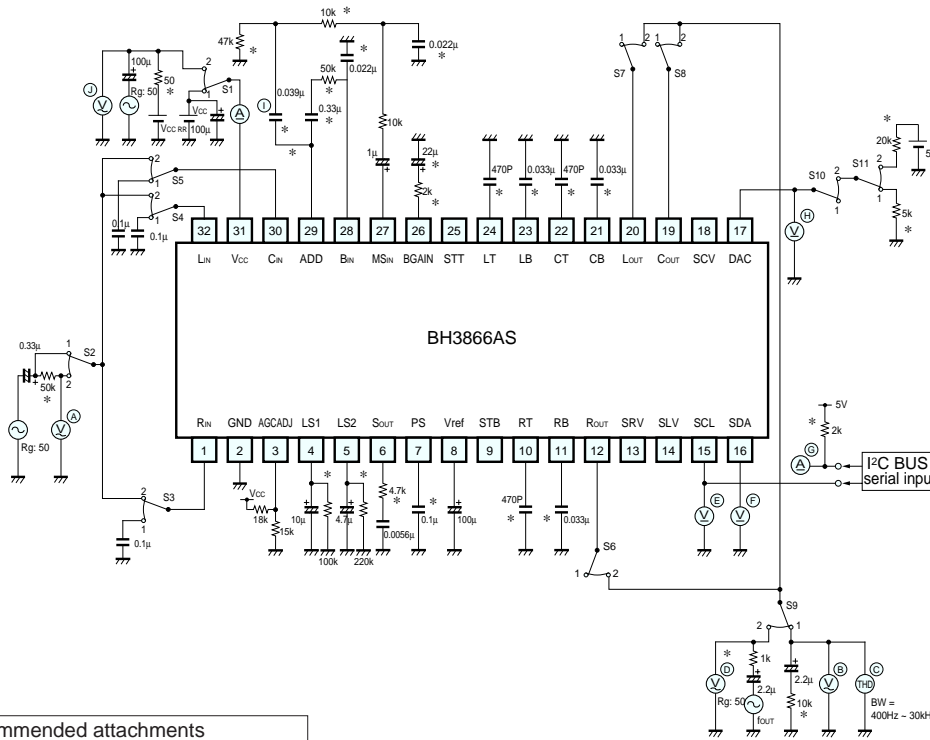 10k *
47k
*
0.022µ
*
*
0.022µ
50k
*
0.039µ
I
*
0.33µ
*
*
10k
1µ
22µ
*
2k
*
470P
*
0.033µ
*
470P
*
0.033µ
*
J
V
100µ
Rg: 50
50
*
VCC RR
VCC
100µ
2
1
S1
A
2
1
S5
2
1
S4
0.1µ
0.1µ
1 2
S7
1 2
S8
S10
2
1
S11
2
1
*
20k
5
5k
*
H
V
32 31 30 29 28 27 26 25 24 23 22 21 20 19 18 17
LIN VCC CIN ADD BIN MSIN BGAIN STT LT LB CT CB LOUT COUT SCV DAC
BH3866AS
RIN GND AGCADJ LS1 LS2 SOUT PS Vref STB RT RB ROUT SRV SLV SCL SDA
1 2 3 4 5 6 7 8 9 10 11 12 13 14 15 16
0.33µ
+
50k
*
1
2
S2
Rg: 50
V
A
2
1
S3
0.1µ
VCC
18k
15k
10µ
*
100k
4.7µ
*
220k
4.7k
*
0.0056µ
0.1µ
*
100µ
470P
*
0.033µ
*
S6
1 2
E
V
F
V
5V
*
2k
G
A
I²C BUS
serial inpu
S9
2 1
*
D
V
Rg: 50
1k
2.2µ
fOUT
2.2µ
10k
*
B
V
C
THD
BW =
400Hz ~ 30kH
mmended attachments